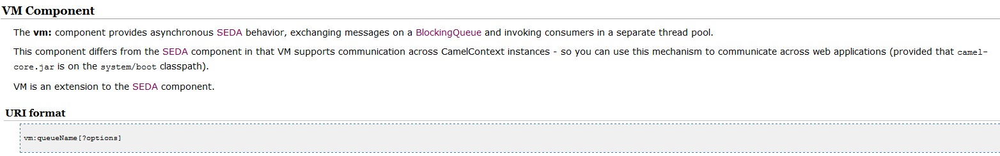 VM Component
The vm: component provides asynchronous SEDA behavior, exchanging messages on a BlockingQueue and invoking consumers in a separate thread pool.
This component differs from the SEDA component in that VM supports communication across CamelContext instances - so you can use this mechanism to communicate across web applications (provided that camel-
core.jar is on the system/boot classpath).
VM is an extension to the SEDA component.
URI format
vm:queueName[?options]